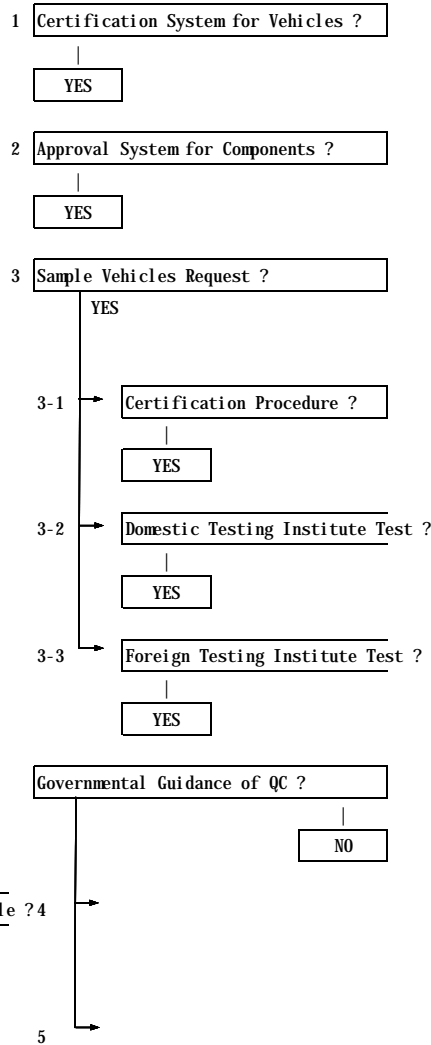 1 Certification System for Vehicles ?
YES
2 Approval System for Components ?
YES
3 Sample Vehicles Request ?
YES
3-1 Certification Procedure ?
YES
3-2 Domestic Testing Institute Test ?
YES
3-3 Foreign Testing Institute Test ?
YES
Governmental Guidance of QC ?
NO
le ? 4
5